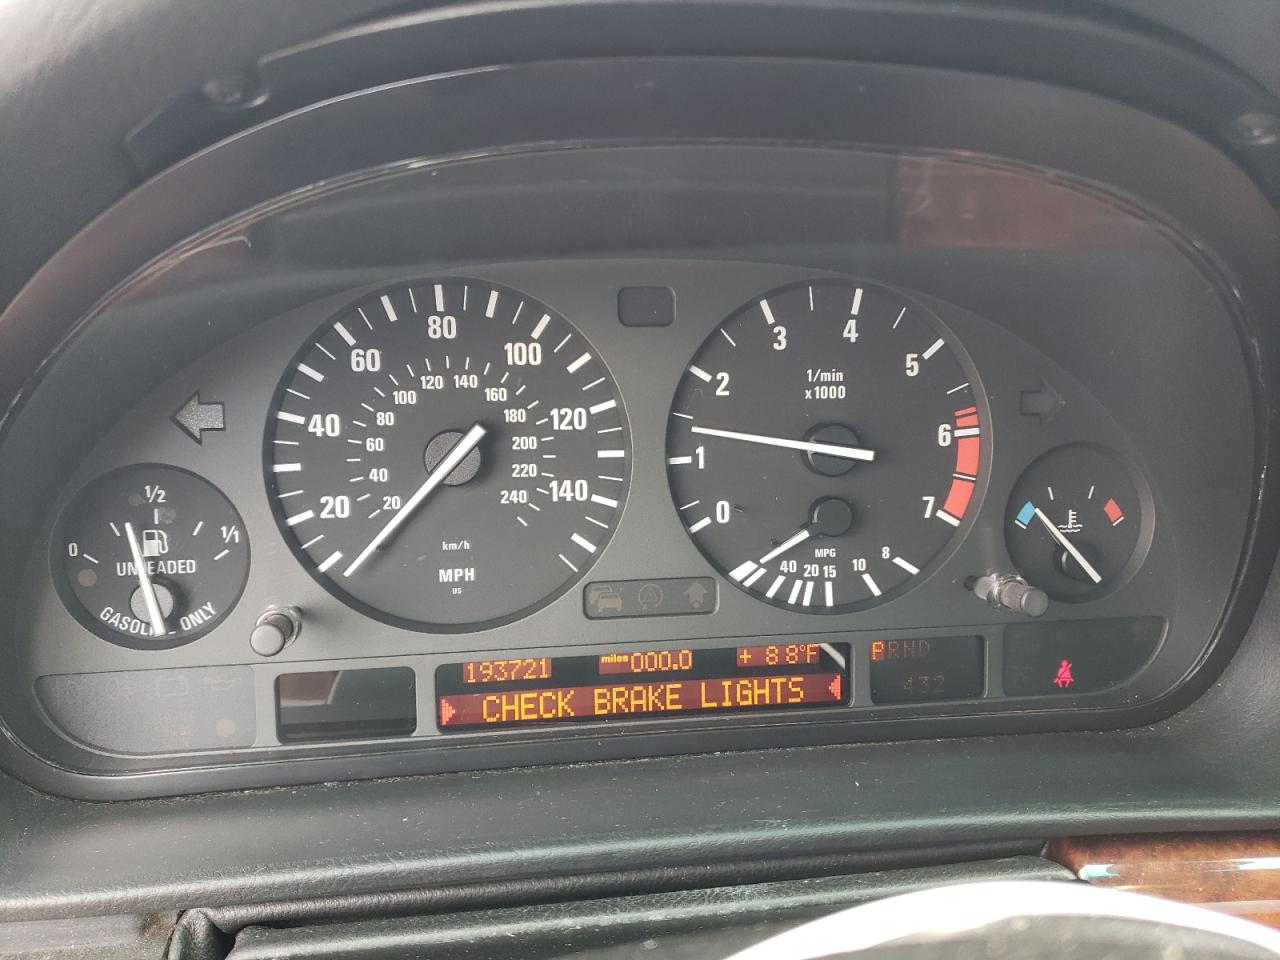 80
60
100
40
120
20
140
120 140
100
160
80
180
60
200
40
220
20
240
km/h
MPH
US
3
4
2
5
1
6
0
7
1/min
x1000
MPG
40 20 15 10 8
1/2
0
1/1
UNLEADED
GASOLINE ONLY
193721 miles 000.0 + 88°F
CHECK BRAKE LIGHTS
PRND
432